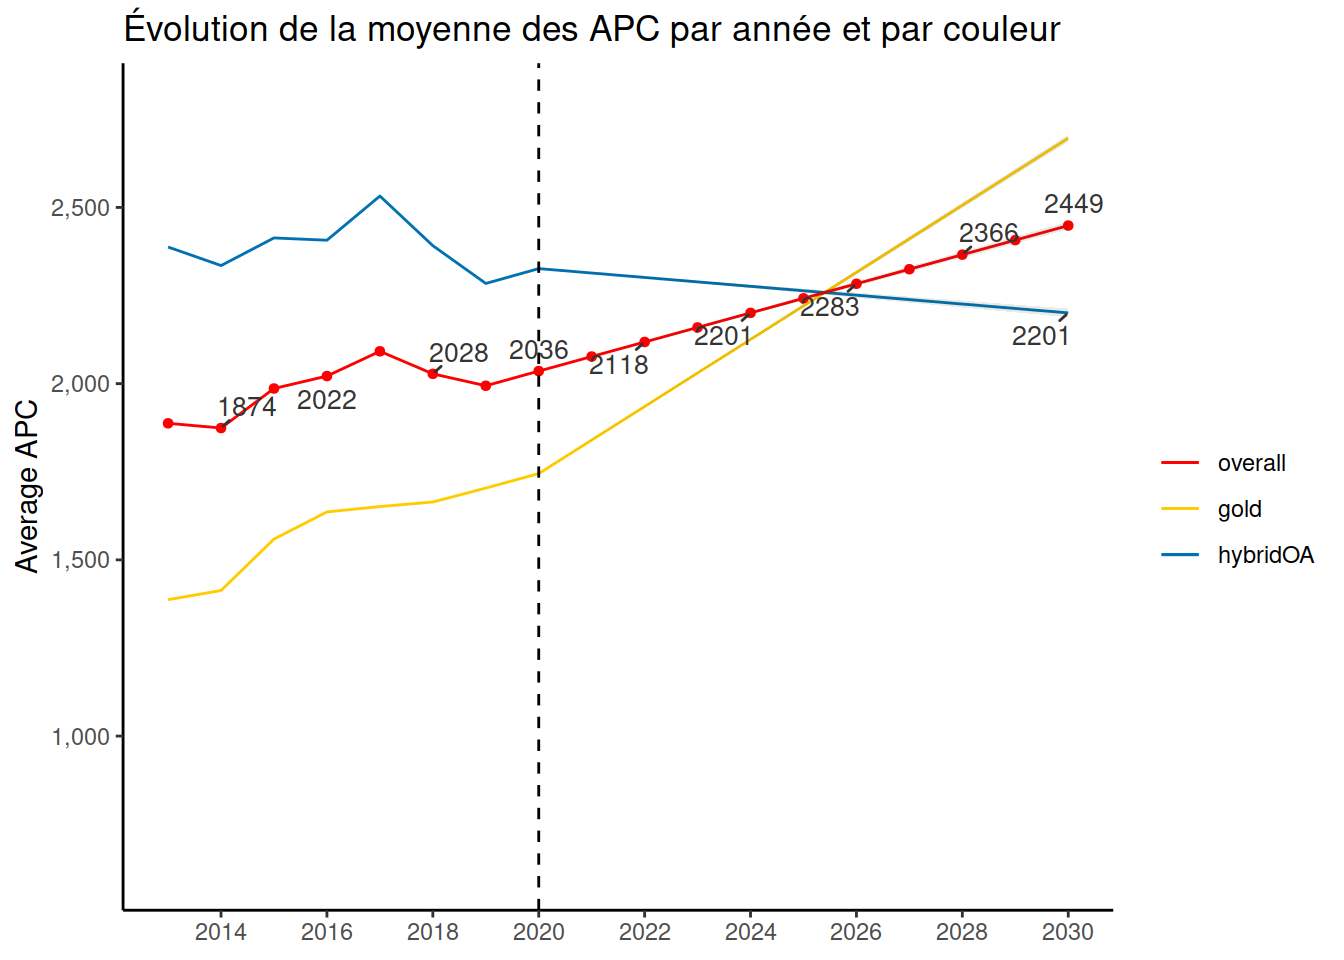 Évolution de la moyenne des APC par année et par couleur
Average APC
2,500
2,000
1,500
1,000
1874
2022
2028
2036
2118
2201
2283
2366
2449
2201
2014 2016 2018 2020 2022 2024 2026 2028 2030
overall
gold
hybridOA